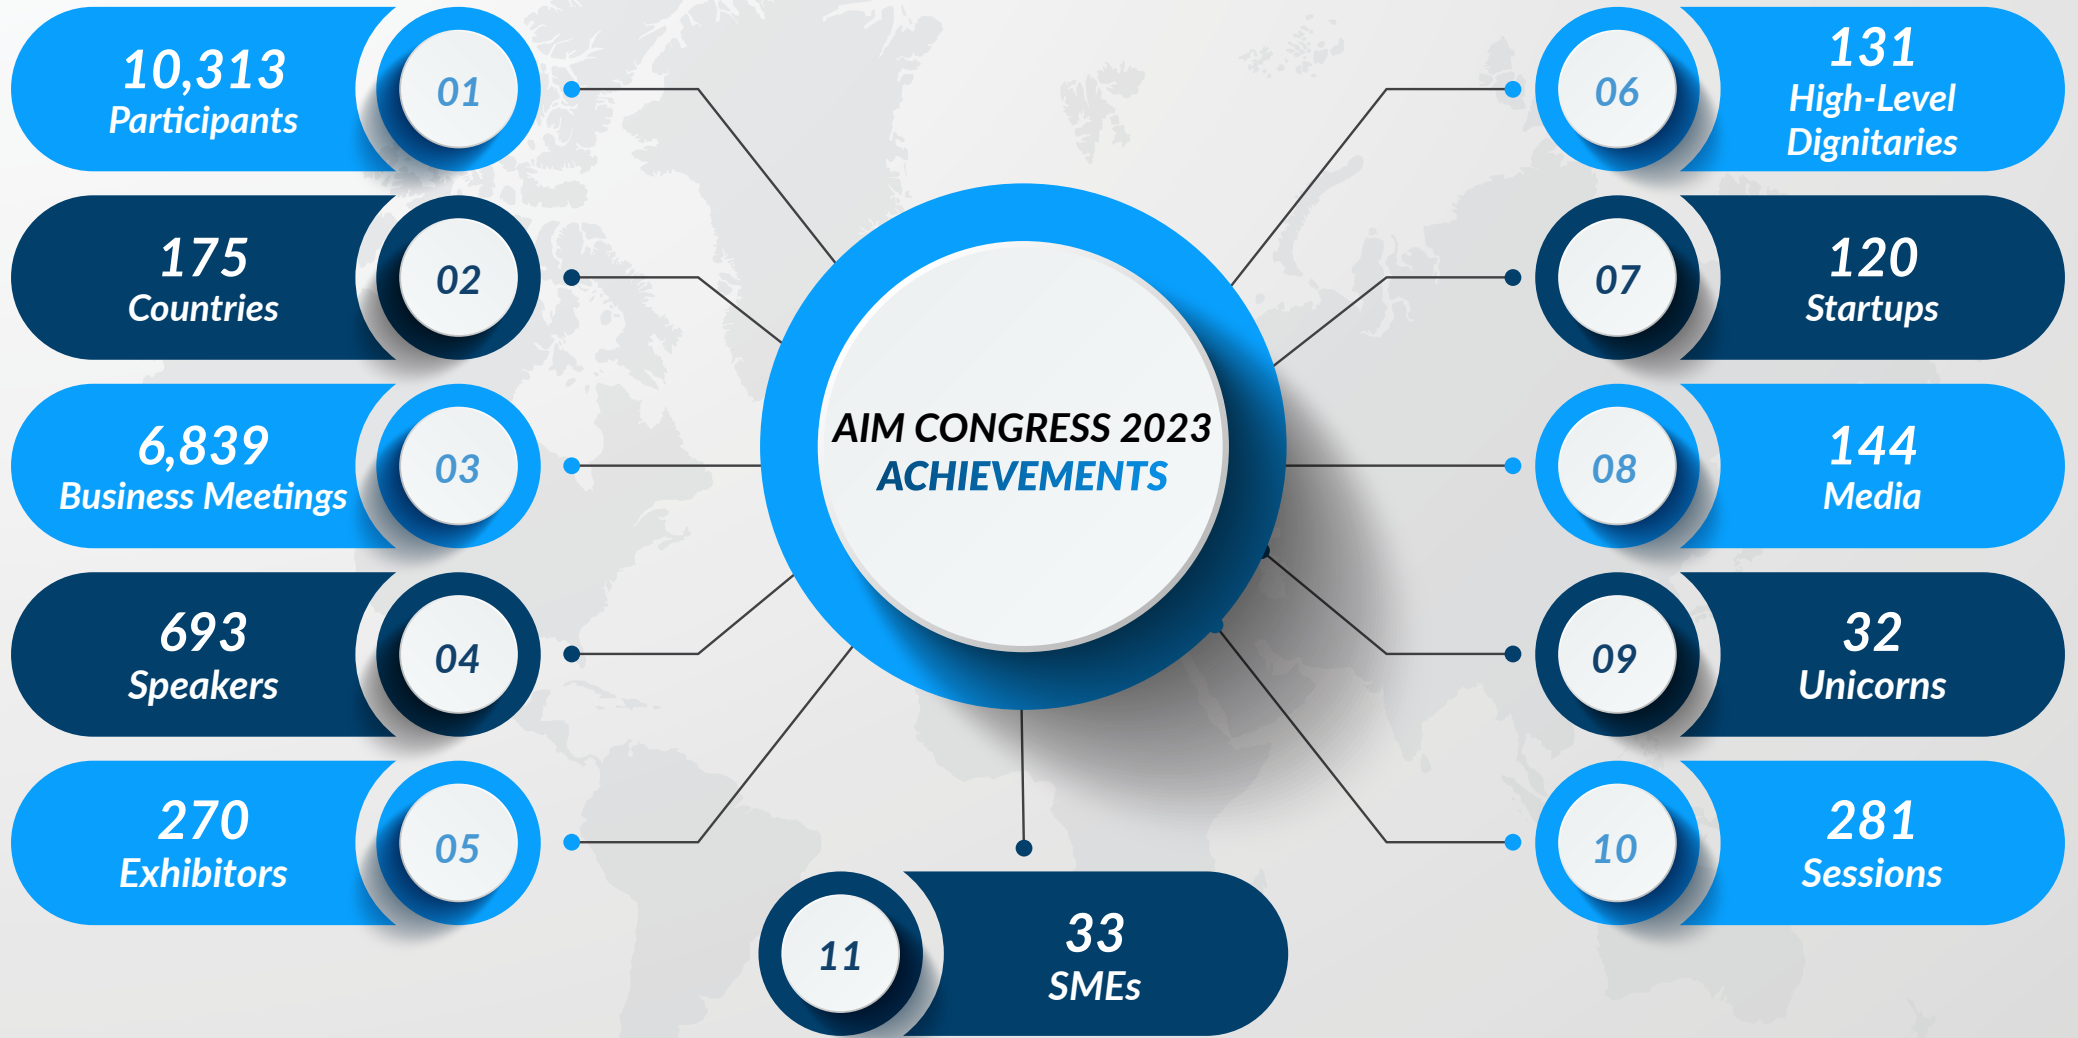 10,313
Participants
01
175
Countries
02
6,839
Business Meetings
03
693
Speakers
04
270
Exhibitors
05
AIM CONGRESS 2023
ACHIEVEMENTS
06
131
High-Level
Dignitaries
07
120
Startups
08
144
Media
09
32
Unicorns
10
281
Sessions
11
33
SMEs